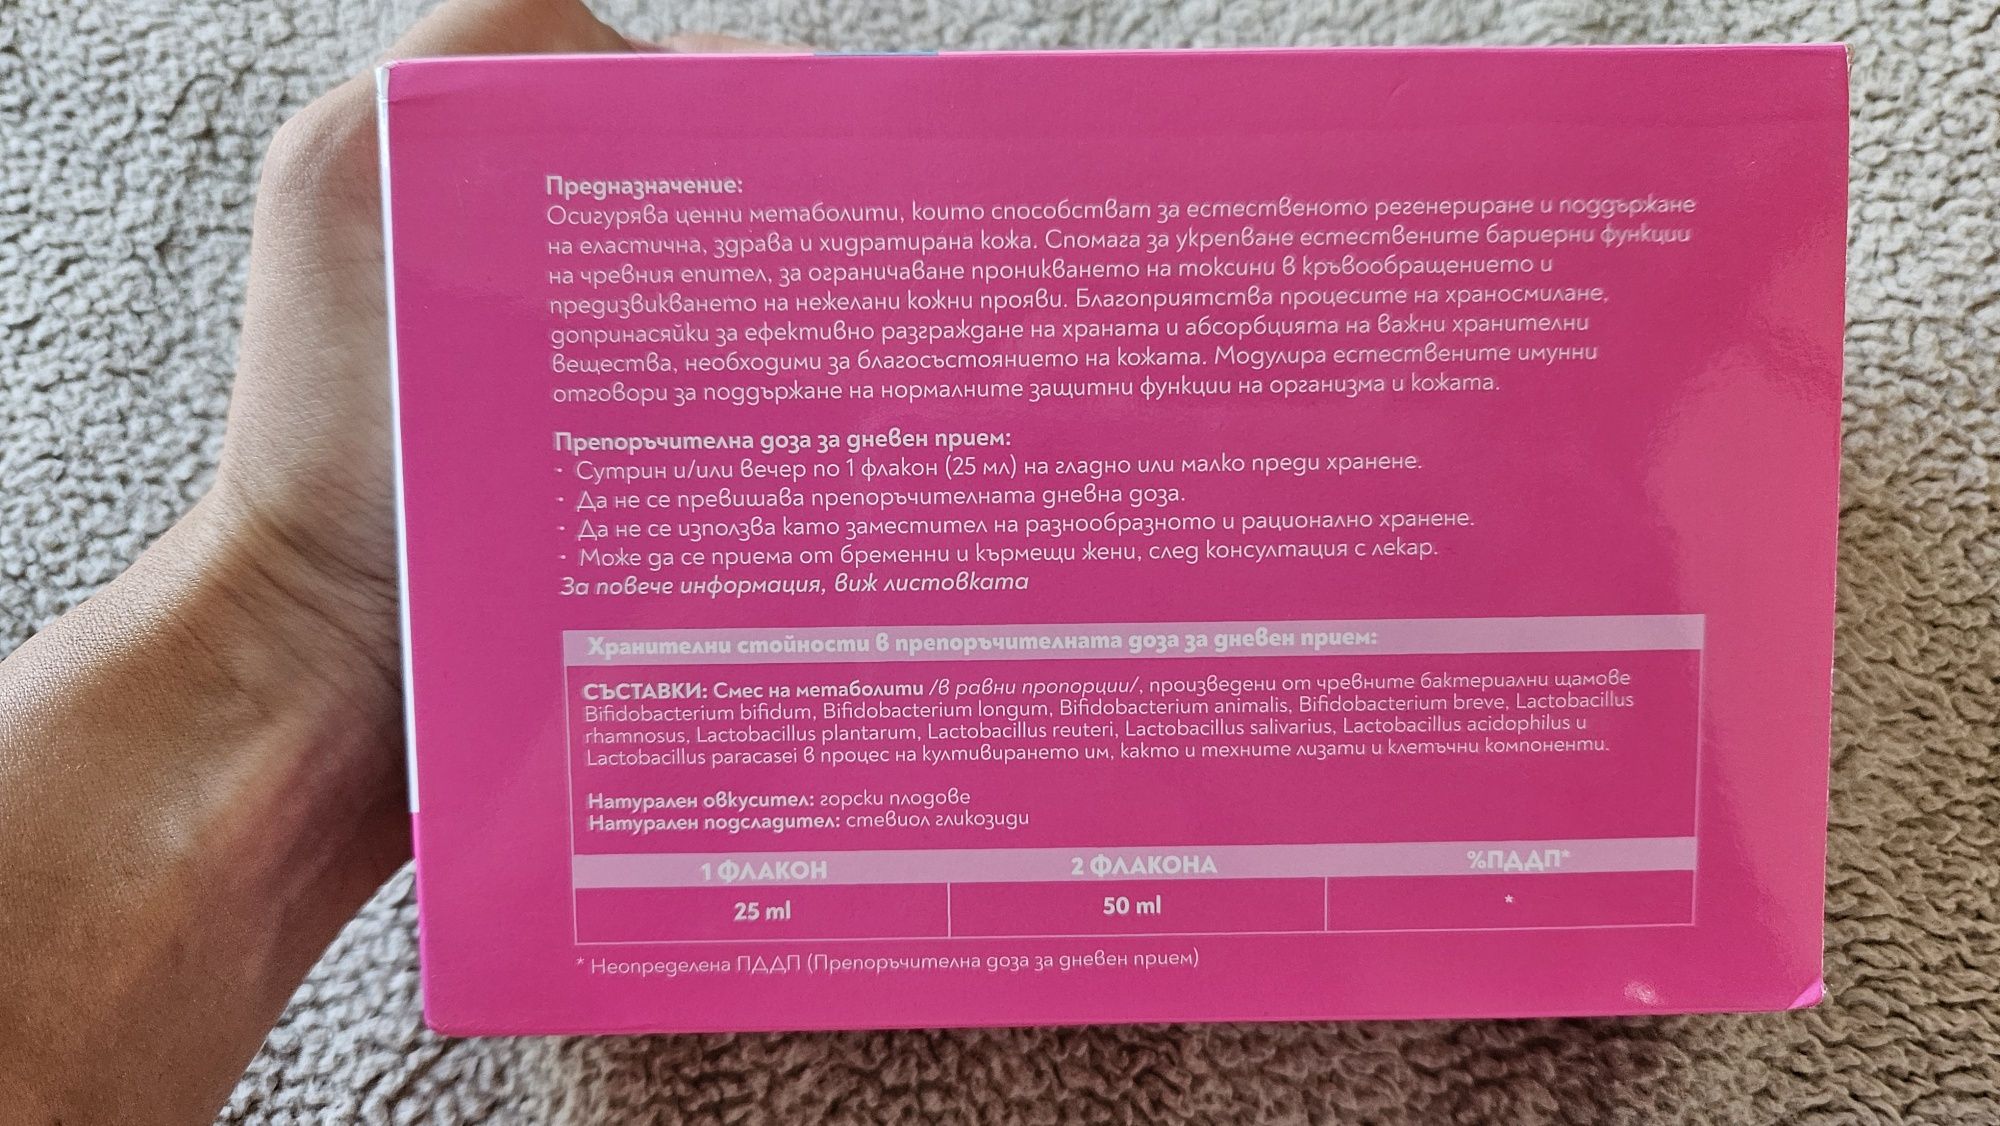 Предназначение:
Осигурява ценни метаболити, които способстват за естественото регенериране и поддържане
на еластична, здрава и хидратирана кожа. Спомага за укрепване естествените бариерни функции
на чревния епител, за ограничаване проникването на токсини в кръвообращението и
предизвикването на нежелани кожни прояви. Благоприятства процесите на храносмилане,
допринасяйки за ефективно разграждане на храната и абсорбцията на важни хранителни
вещества, необходими за благосъстоянието на кожата. Модулира естествените имунни
отговори за поддържане на нормалните защитни функции на организма и кожата.
Препоръчителна доза за дневен прием:
- Сутрин и/или вечер по 1 флакон (25 мл) на гладно или малко преди хранене.
- Да не се превишава препоръчителната дневна доза.
- Да не се използва като заместител на разнообразното и рационално хранене.
- Може да се приема от бременни и кърмещи жени, след консултация с лекар.
За повече информация, виж листовката
Хранителни стойности в препоръчителната доза за дневен прием:
СЪСТАВКИ: Смес на метаболити /в равни пропорции/, произведени от чревните бактериални щамове
Bifidobacterium bifidum, Bifidobacterium longum, Bifidobacterium animalis, Bifidobacterium breve, Lactobacillus
rhamnosus, Lactobacillus plantarum, Lactobacillus reuteri, Lactobacillus salivarius, Lactobacillus acidophilus и
Lactobacillus paracasei в процес на култивирането им, както и техните лизати и клетъчни компоненти.
Натурален овкусител: горски плодове
Натурален подсладител: стевиол гликозиди
1 ФЛАКОН 2 ФЛАКОНА %ПДДП*
25 ml 50 ml *
* Неопределена ПДДП (Препоръчителна доза за дневен прием)